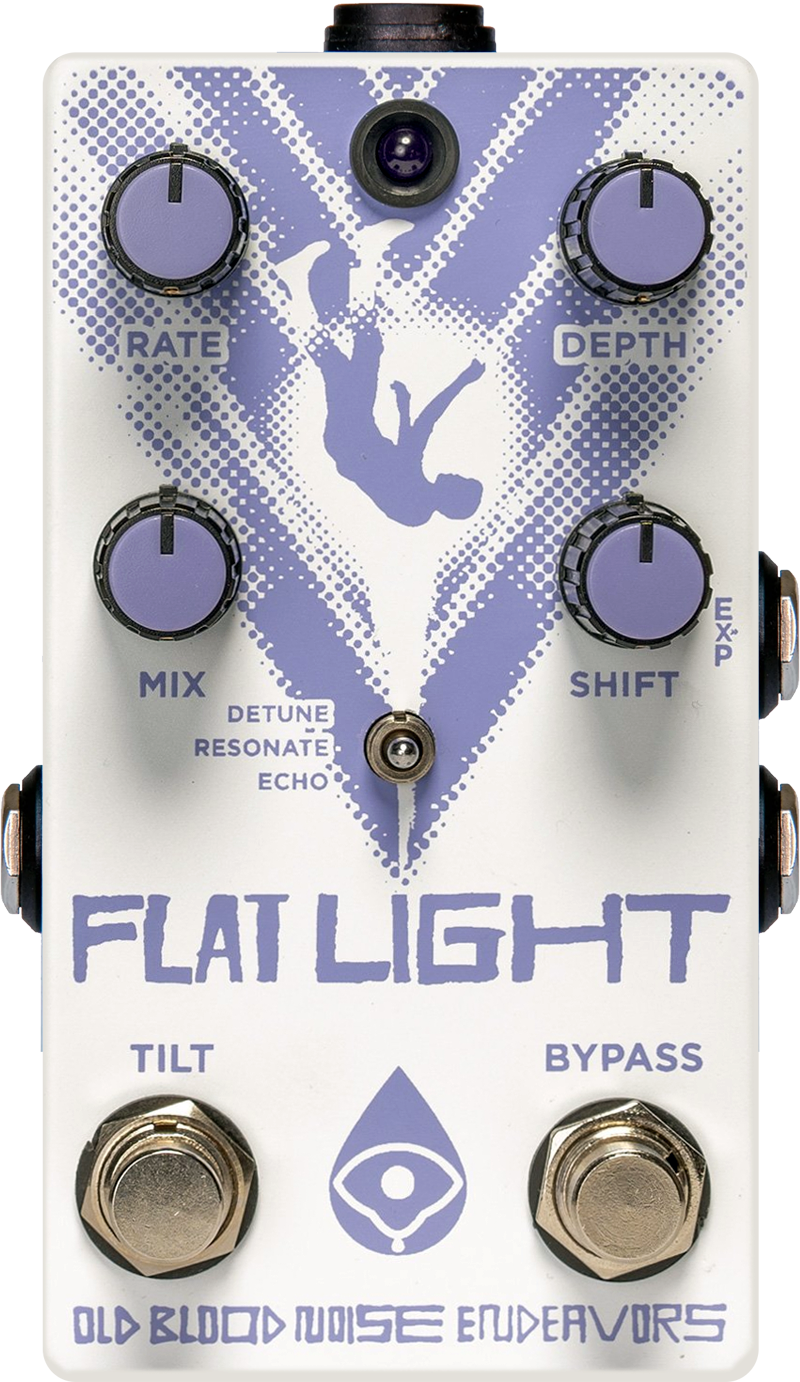 RATE DEPTH
MIX SHIFT
EXP
DETUNE
RESONATE
ECHO
FLAT LIGHT
TILT BYPASS
OLD BLOOD NOISE ENDEAVORS